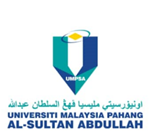 UMPSA
اونيۏرسيتي مليسيا ڤهڠ السلطان عبدالله
UNIVERSITI MALAYSIA PAHANG
AL-SULTAN ABDULLAH